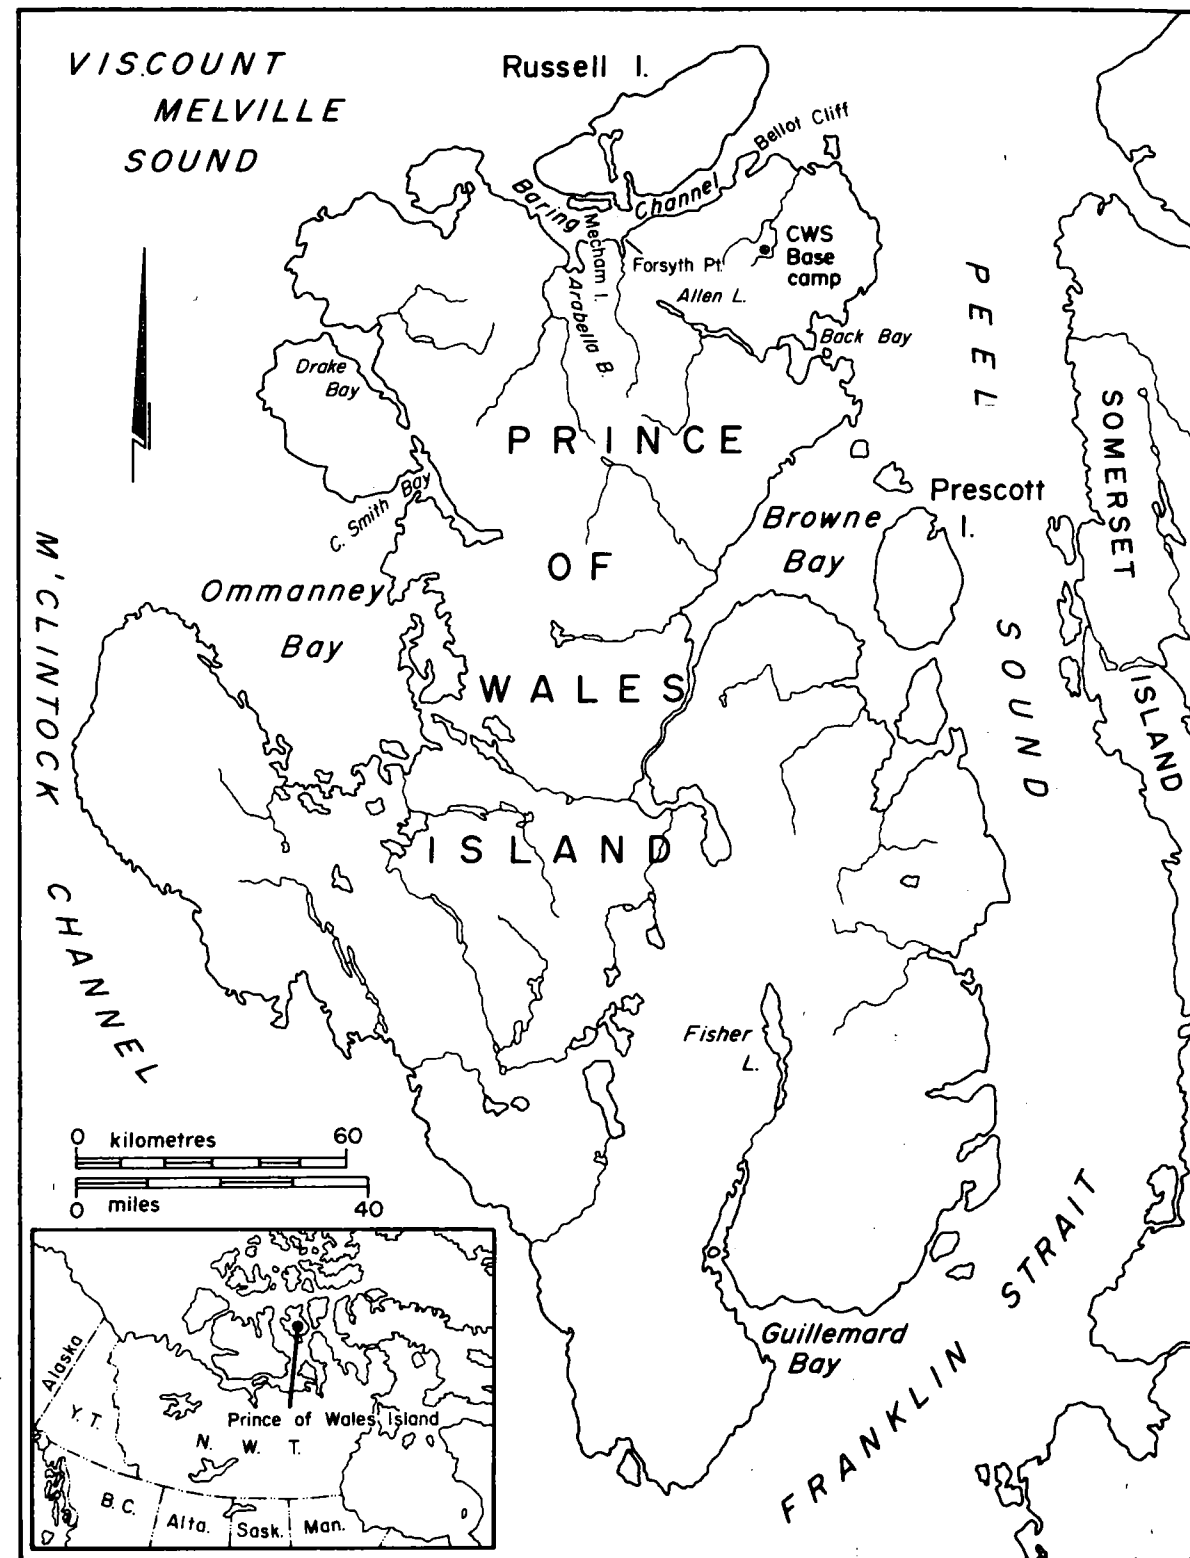 VISCOUNT
MELVILLE
SOUND
Russell I.
Bellot Cliff
Baring Channel
Mecham I.
CWS
Base
camp
Forsyth Pt.
Allen L.
Arabella B.
Back Bay
Drake
Bay
PEEL SOUND
SOMERSET ISLAND
PRINCE
OF
WALES
ISLAND
C. Smith Bay
Prescott
I.
Browne
Bay
Ommanney
Bay
M'CLINTOCK CHANNEL
Fisher
L.
0 kilometres 60
0 miles 40
Guillemard
Bay
FRANKLIN STRAIT
Alaska
Y.T.
Prince of Wales Island
N. W. T.
B.C.
Alta.
Sask.
Man.